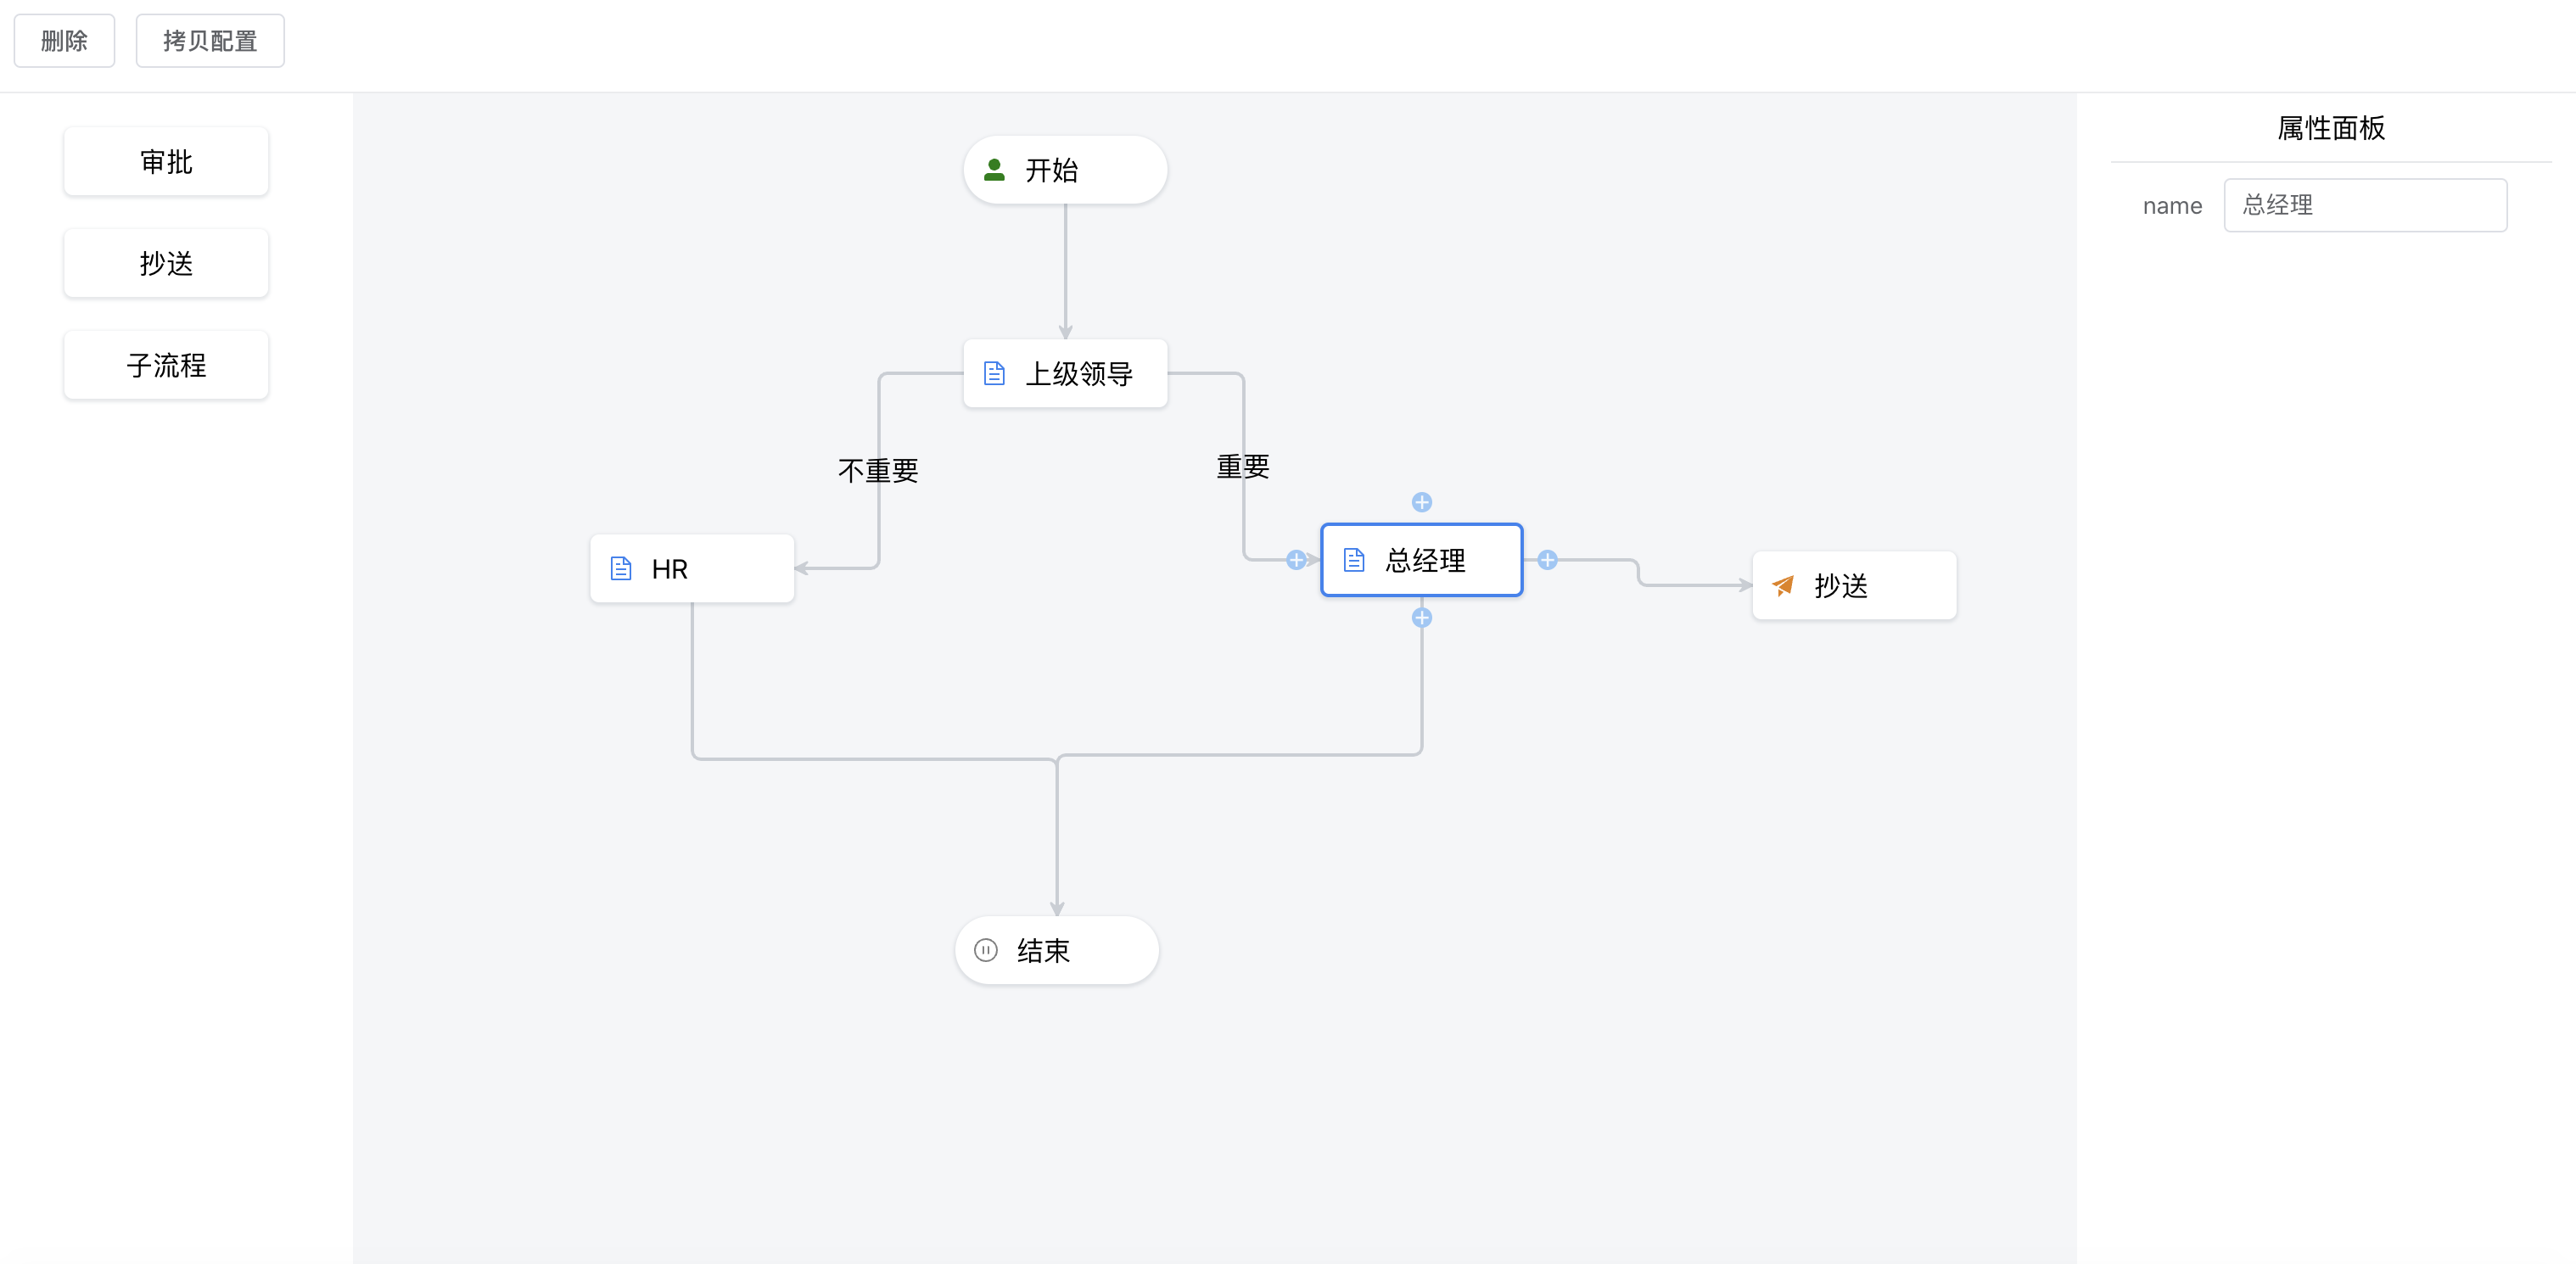 删除
拷贝配置
审批
抄送
子流程
开始
上级领导
不重要
重要
HR
总经理
抄送
结束
属性面板
name
总经理